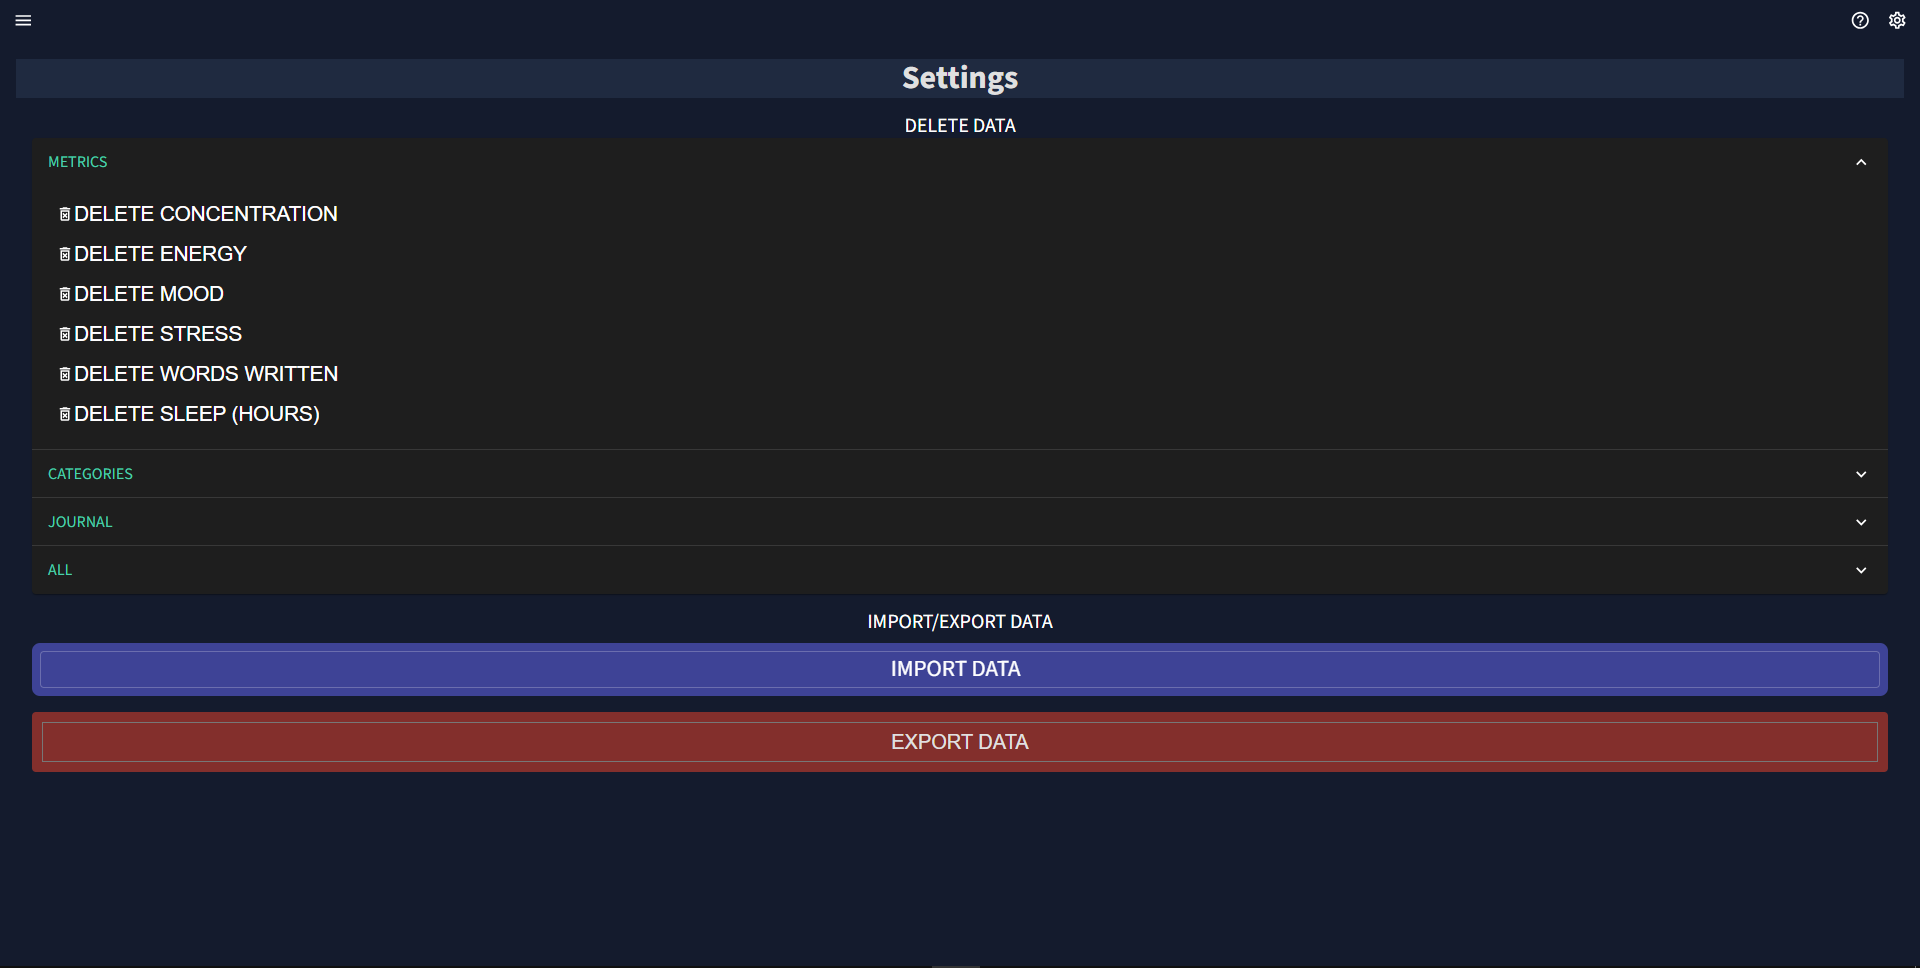 Settings
DELETE DATA
METRICS
DELETE CONCENTRATION
DELETE ENERGY
DELETE MOOD
DELETE STRESS
DELETE WORDS WRITTEN
DELETE SLEEP (HOURS)
CATEGORIES
JOURNAL
ALL
IMPORT/EXPORT DATA
IMPORT DATA
EXPORT DATA